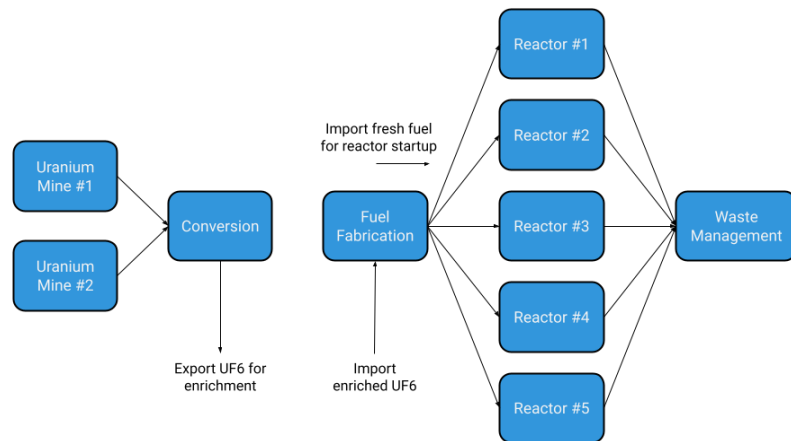 Uranium
Mine #1
Uranium
Mine #2
Conversion
Export UF6 for
enrichment
Import fresh fuel
for reactor startup
Fuel
Fabrication
Import
enriched UF6
Reactor #1
Reactor #2
Reactor #3
Reactor #4
Reactor #5
Waste
Management